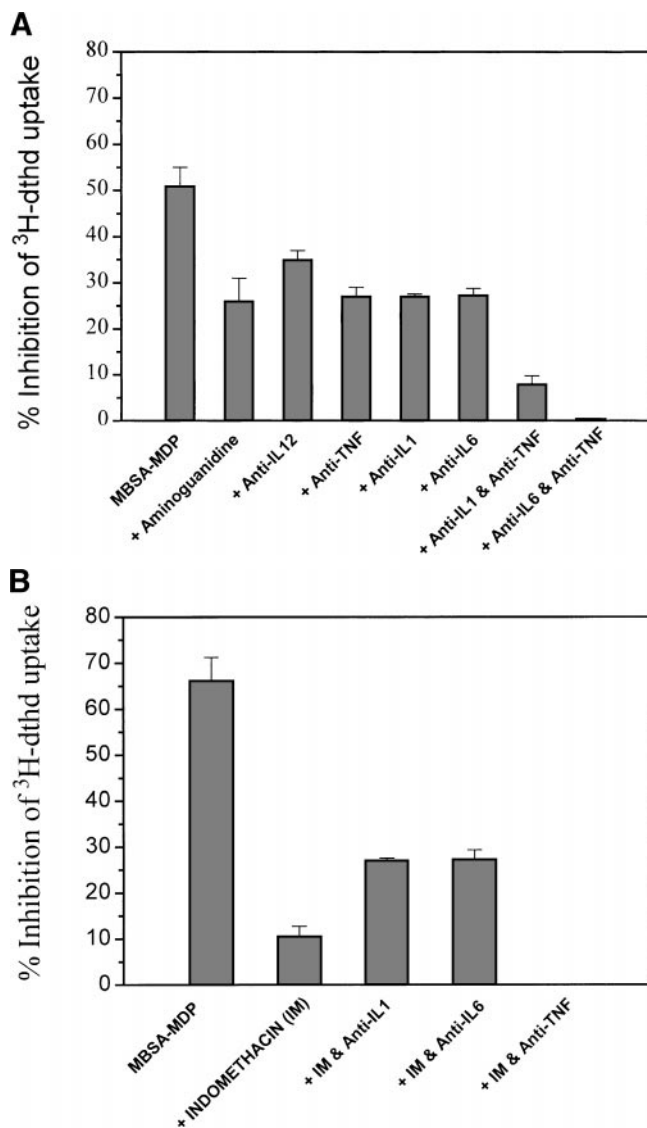 A
% Inhibition of ³H-dthd uptake
80
70
60
50
40
30
20
10
0
MBSA-MDP
+ Aminoguanidine
+ Anti-IL12
+ Anti-TNF
+ Anti-IL1
+ Anti-IL6
+ Anti-IL1 & Anti-TNF
+ Anti-IL6 & Anti-TNF
B
% Inhibition of ³H-dthd uptake
80
70
60
50
40
30
20
10
0
MBSA-MDP
+ INDOMETHACIN (IM)
+ IM & Anti-IL1
+ IM & Anti-IL6
+ IM & Anti-TNF